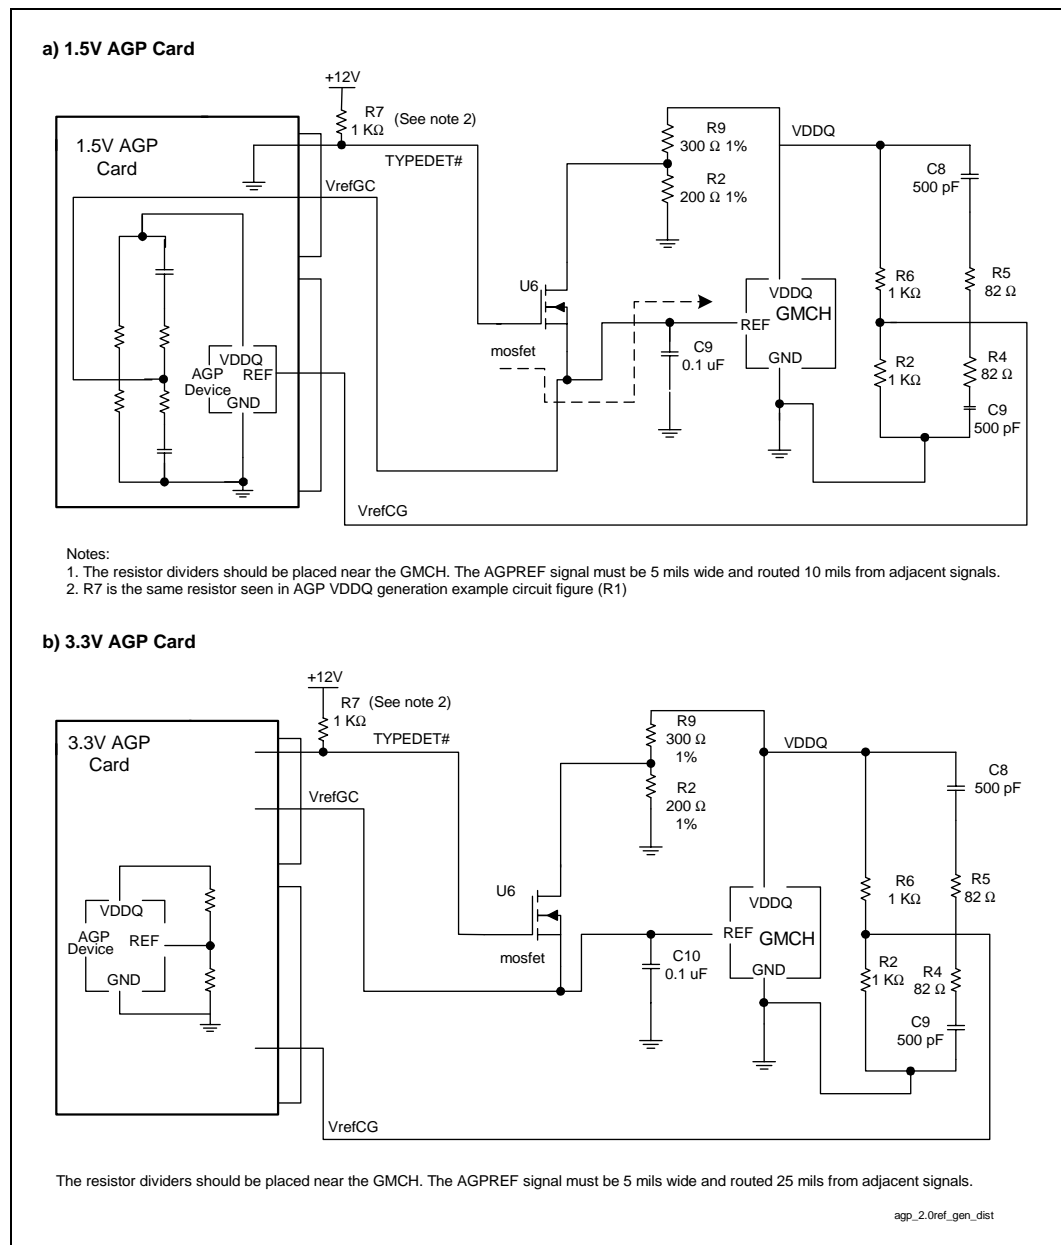 a) 1.5V AGP Card
+12V
R7
1 KΩ
(See note 2)
TYPEDET#
1.5V AGP
Card
VrefGC
R9
300 Ω 1%
R2
200 Ω 1%
VDDQ
C8
500 pF
U6
mosfet
VDDQ
GMCH
REF
GND
C9
0.1 uF
R6
1 KΩ
R5
82 Ω
R2
1 KΩ
R4
82 Ω
C9
500 pF
VDDQ
AGP
Device
REF
GND
VrefCG
Notes:
1. The resistor dividers should be placed near the GMCH. The AGPREF signal must be 5 mils wide and routed 10 mils from adjacent signals.
2. R7 is the same resistor seen in AGP VDDQ generation example circuit figure (R1)
b) 3.3V AGP Card
+12V
R7
1 KΩ
(See note 2)
TYPEDET#
3.3V AGP
Card
VrefGC
R9
300 Ω
1%
R2
200 Ω
1%
VDDQ
C8
500 pF
U6
mosfet
VDDQ
REF
GMCH
GND
C10
0.1 uF
R6
1 KΩ
R5
82 Ω
R2
1 KΩ
R4
82 Ω
C9
500 pF
VDDQ
AGP
Device
REF
GND
VrefCG
The resistor dividers should be placed near the GMCH. The AGPREF signal must be 5 mils wide and routed 25 mils from adjacent signals.
agp_2.0ref_gen_dist